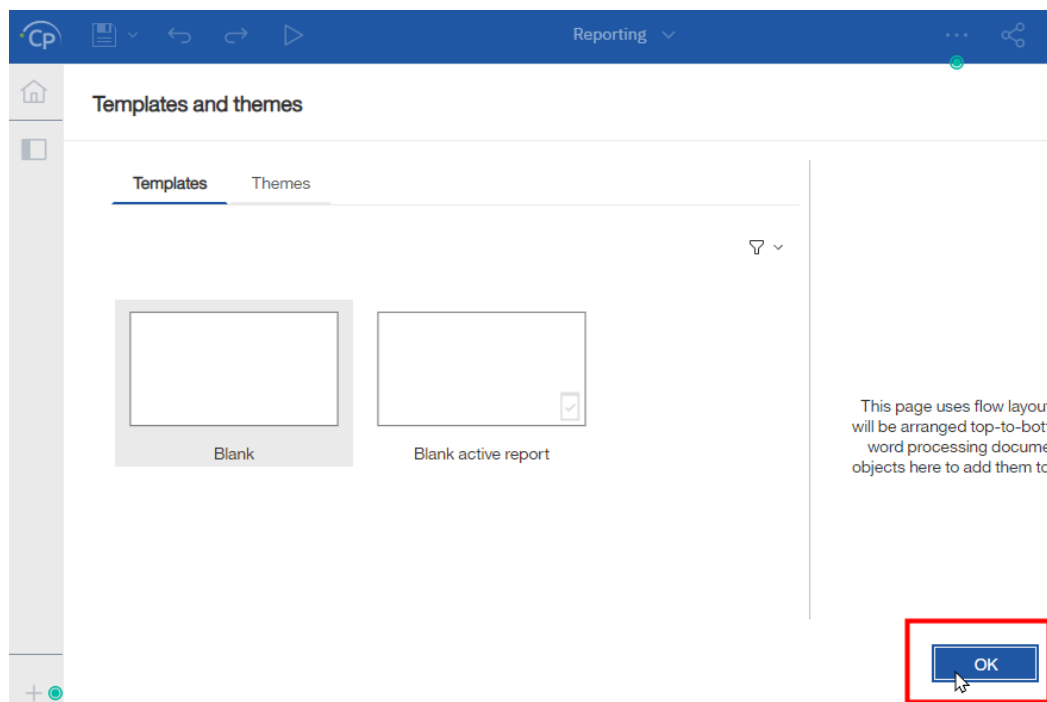 CP
Reporting
Templates and themes
Templates Themes
Blank
Blank active report
This page uses flow layou
will be arranged top-to-bot
word processing docume
objects here to add them to
OK